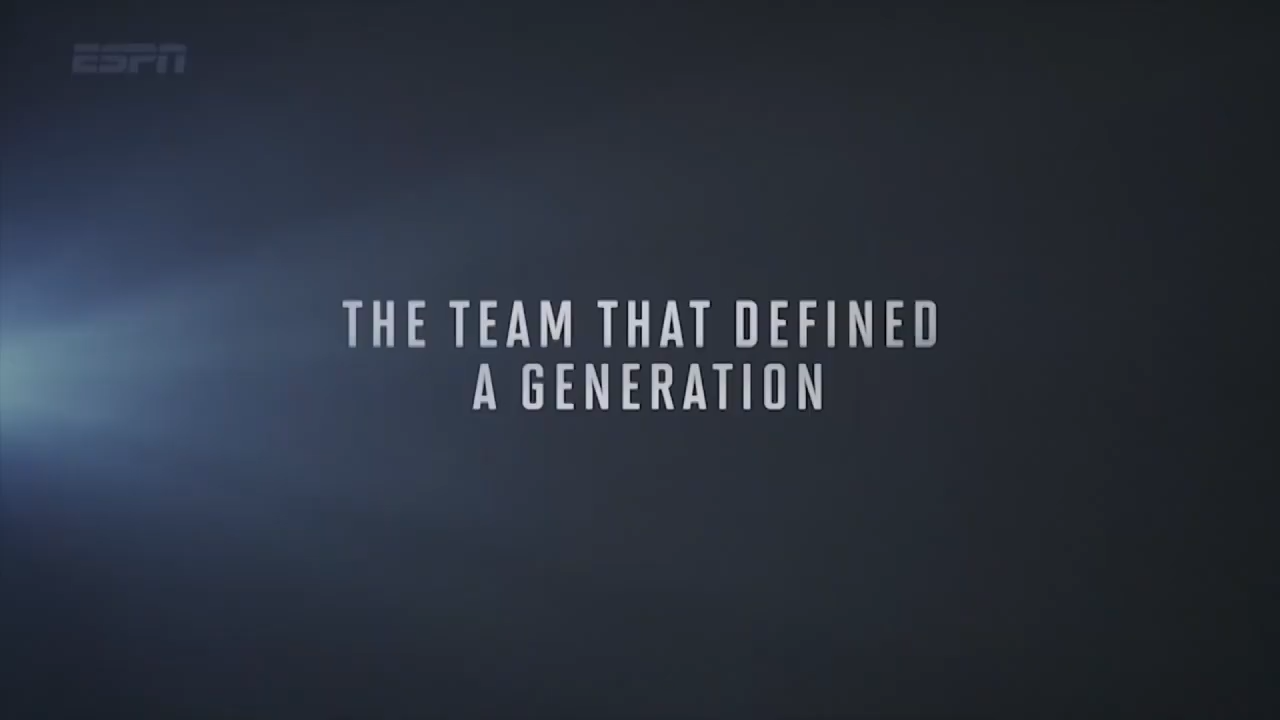 ESPN
THE TEAM THAT DEFINED
A GENERATION